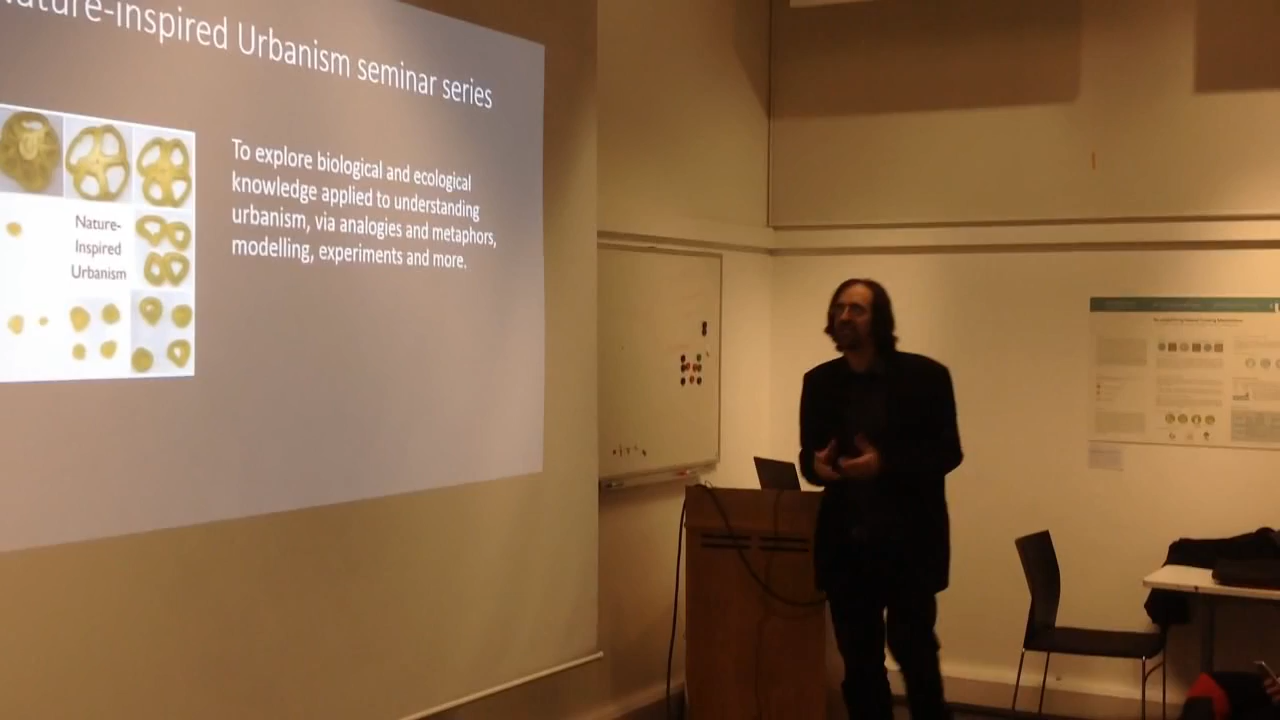 ature-inspired Urbanism seminar series
To explore biological and ecological
knowledge applied to understanding
urbanism, via analogies and metaphors,
modelling, experiments and more.
Nature-
Inspired
Urbanism